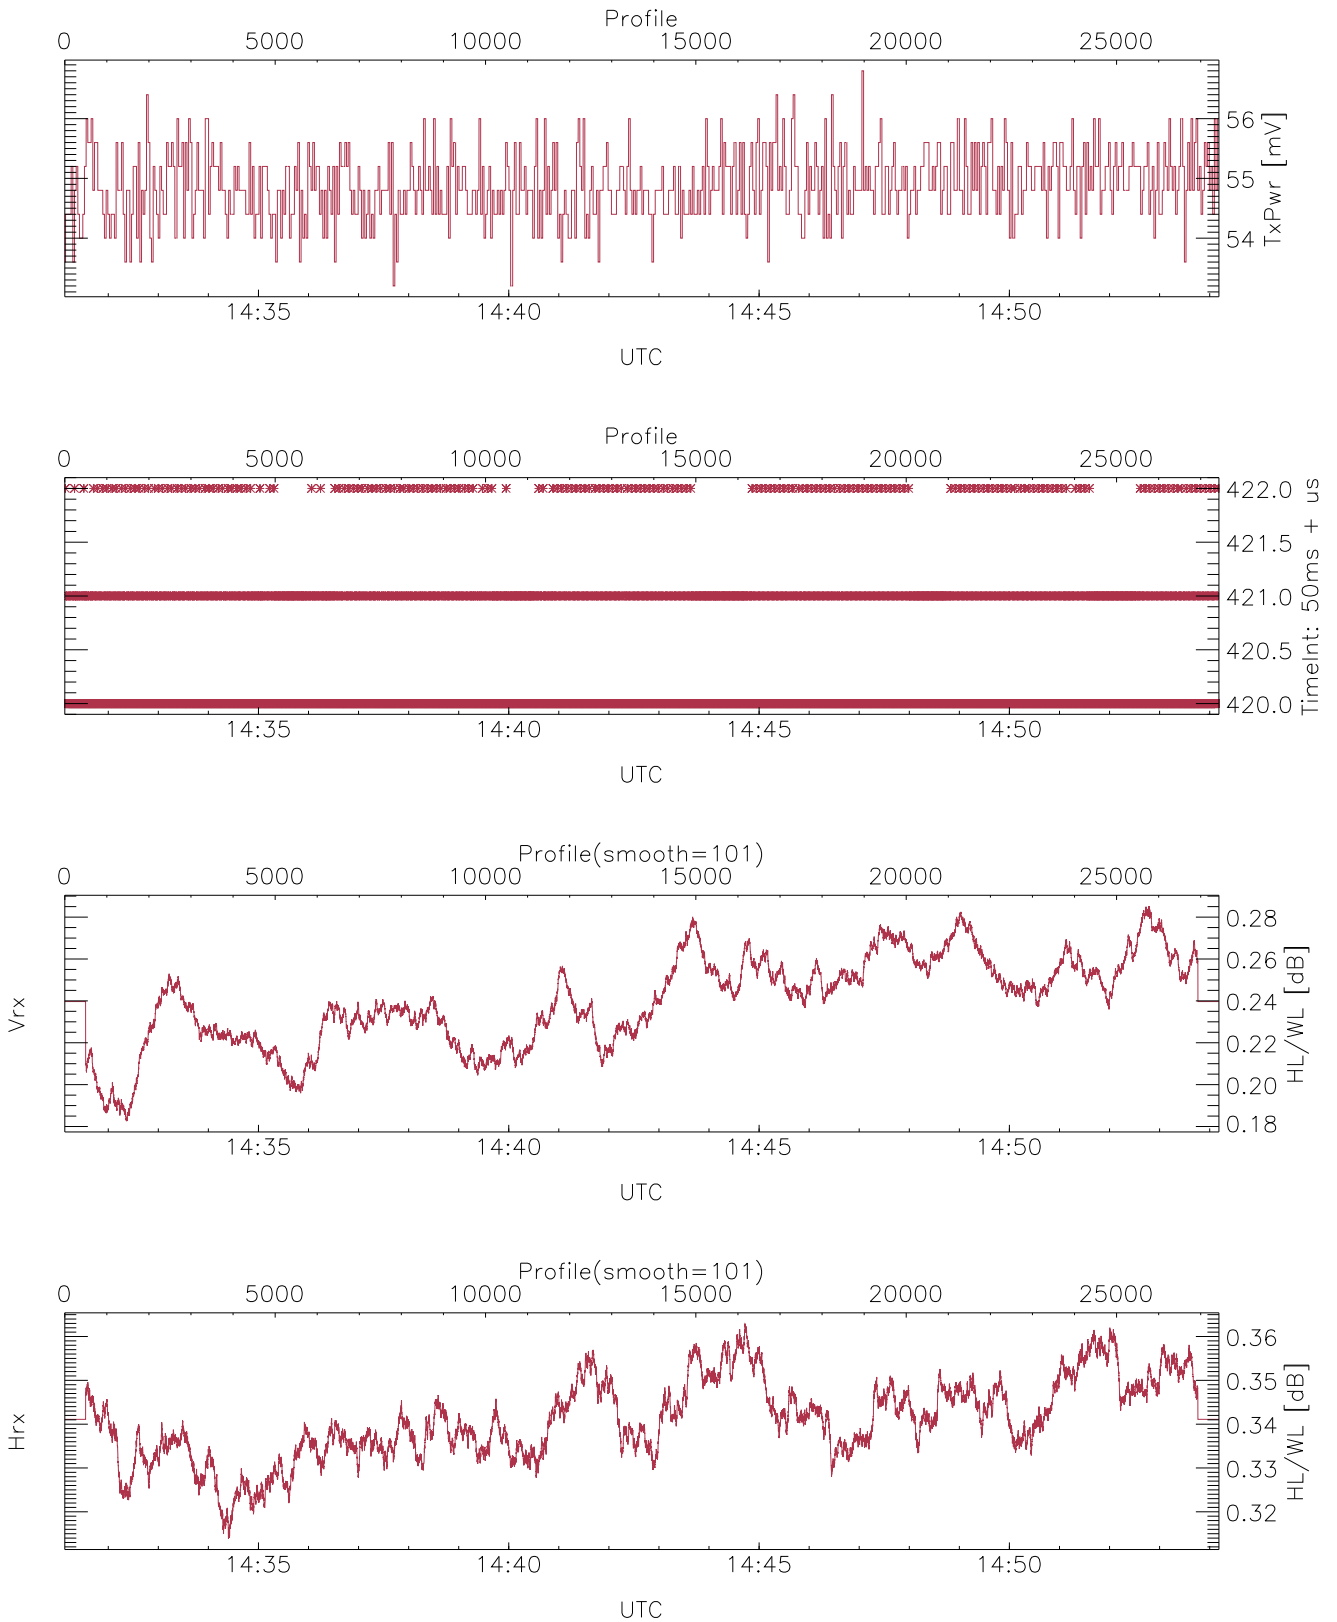 Profile
0 5000 10000 15000 20000 25000
56
55
54
TxPwr [mV]
14:35 14:40 14:45 14:50
UTC
Profile
0 5000 10000 15000 20000 25000
422.0
421.5
421.0
420.5
420.0
TimeInt: 50ms + us
14:35 14:40 14:45 14:50
UTC
Profile(smooth=101)
0 5000 10000 15000 20000 25000
Vrx
0.28
0.26
0.24
0.22
0.20
0.18
HL/WL [dB]
14:35 14:40 14:45 14:50
UTC
Profile(smooth=101)
0 5000 10000 15000 20000 25000
Hrx
0.36
0.35
0.34
0.33
0.32
HL/WL [dB]
14:35 14:40 14:45 14:50
UTC